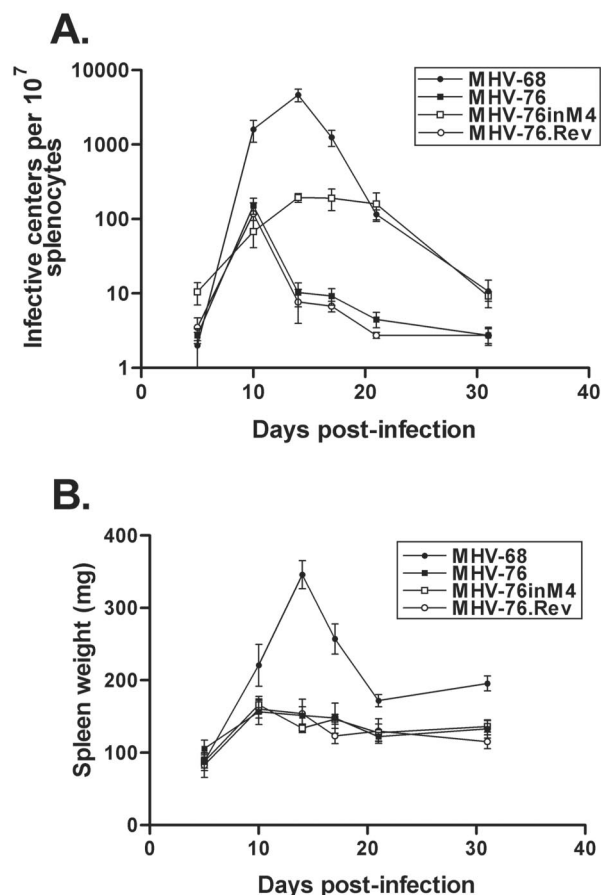 A.
10000
1000
100
10
1
Infective centers per 10⁷
splenocytes
MHV-68
MHV-76
MHV-76inM4
MHV-76.Rev
0 10 20 30 40
Days post-infection
B.
400
300
200
100
0
Spleen weight (mg)
MHV-68
MHV-76
MHV-76inM4
MHV-76.Rev
0 10 20 30 40
Days post-infection